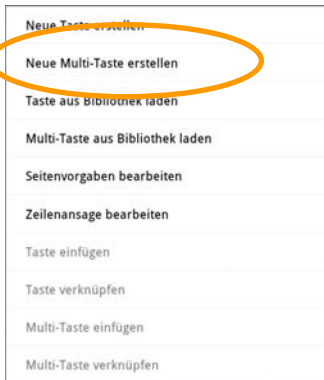 Neue Taste erstellen
Neue Multi-Taste erstellen
Taste aus Bibliothek laden
Multi-Taste aus Bibliothek laden
Seitenvorgaben bearbeiten
Zeilenansage bearbeiten
Taste einfügen
Taste verknüpfen
Multi-Taste einfügen
Multi-Taste verknüpfen